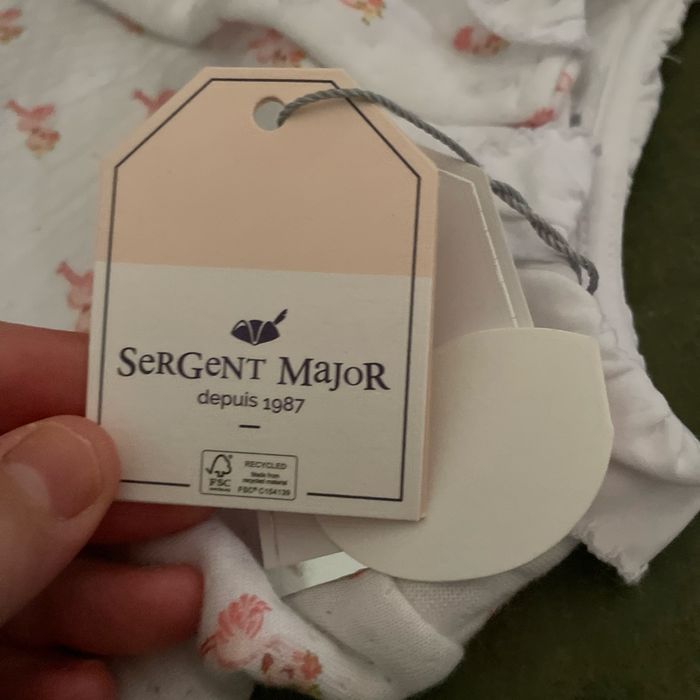 SeRGeNT MaJoR
depuis 1987
FSC
RECYCLED
Made from
recycled material
FSC® C154139